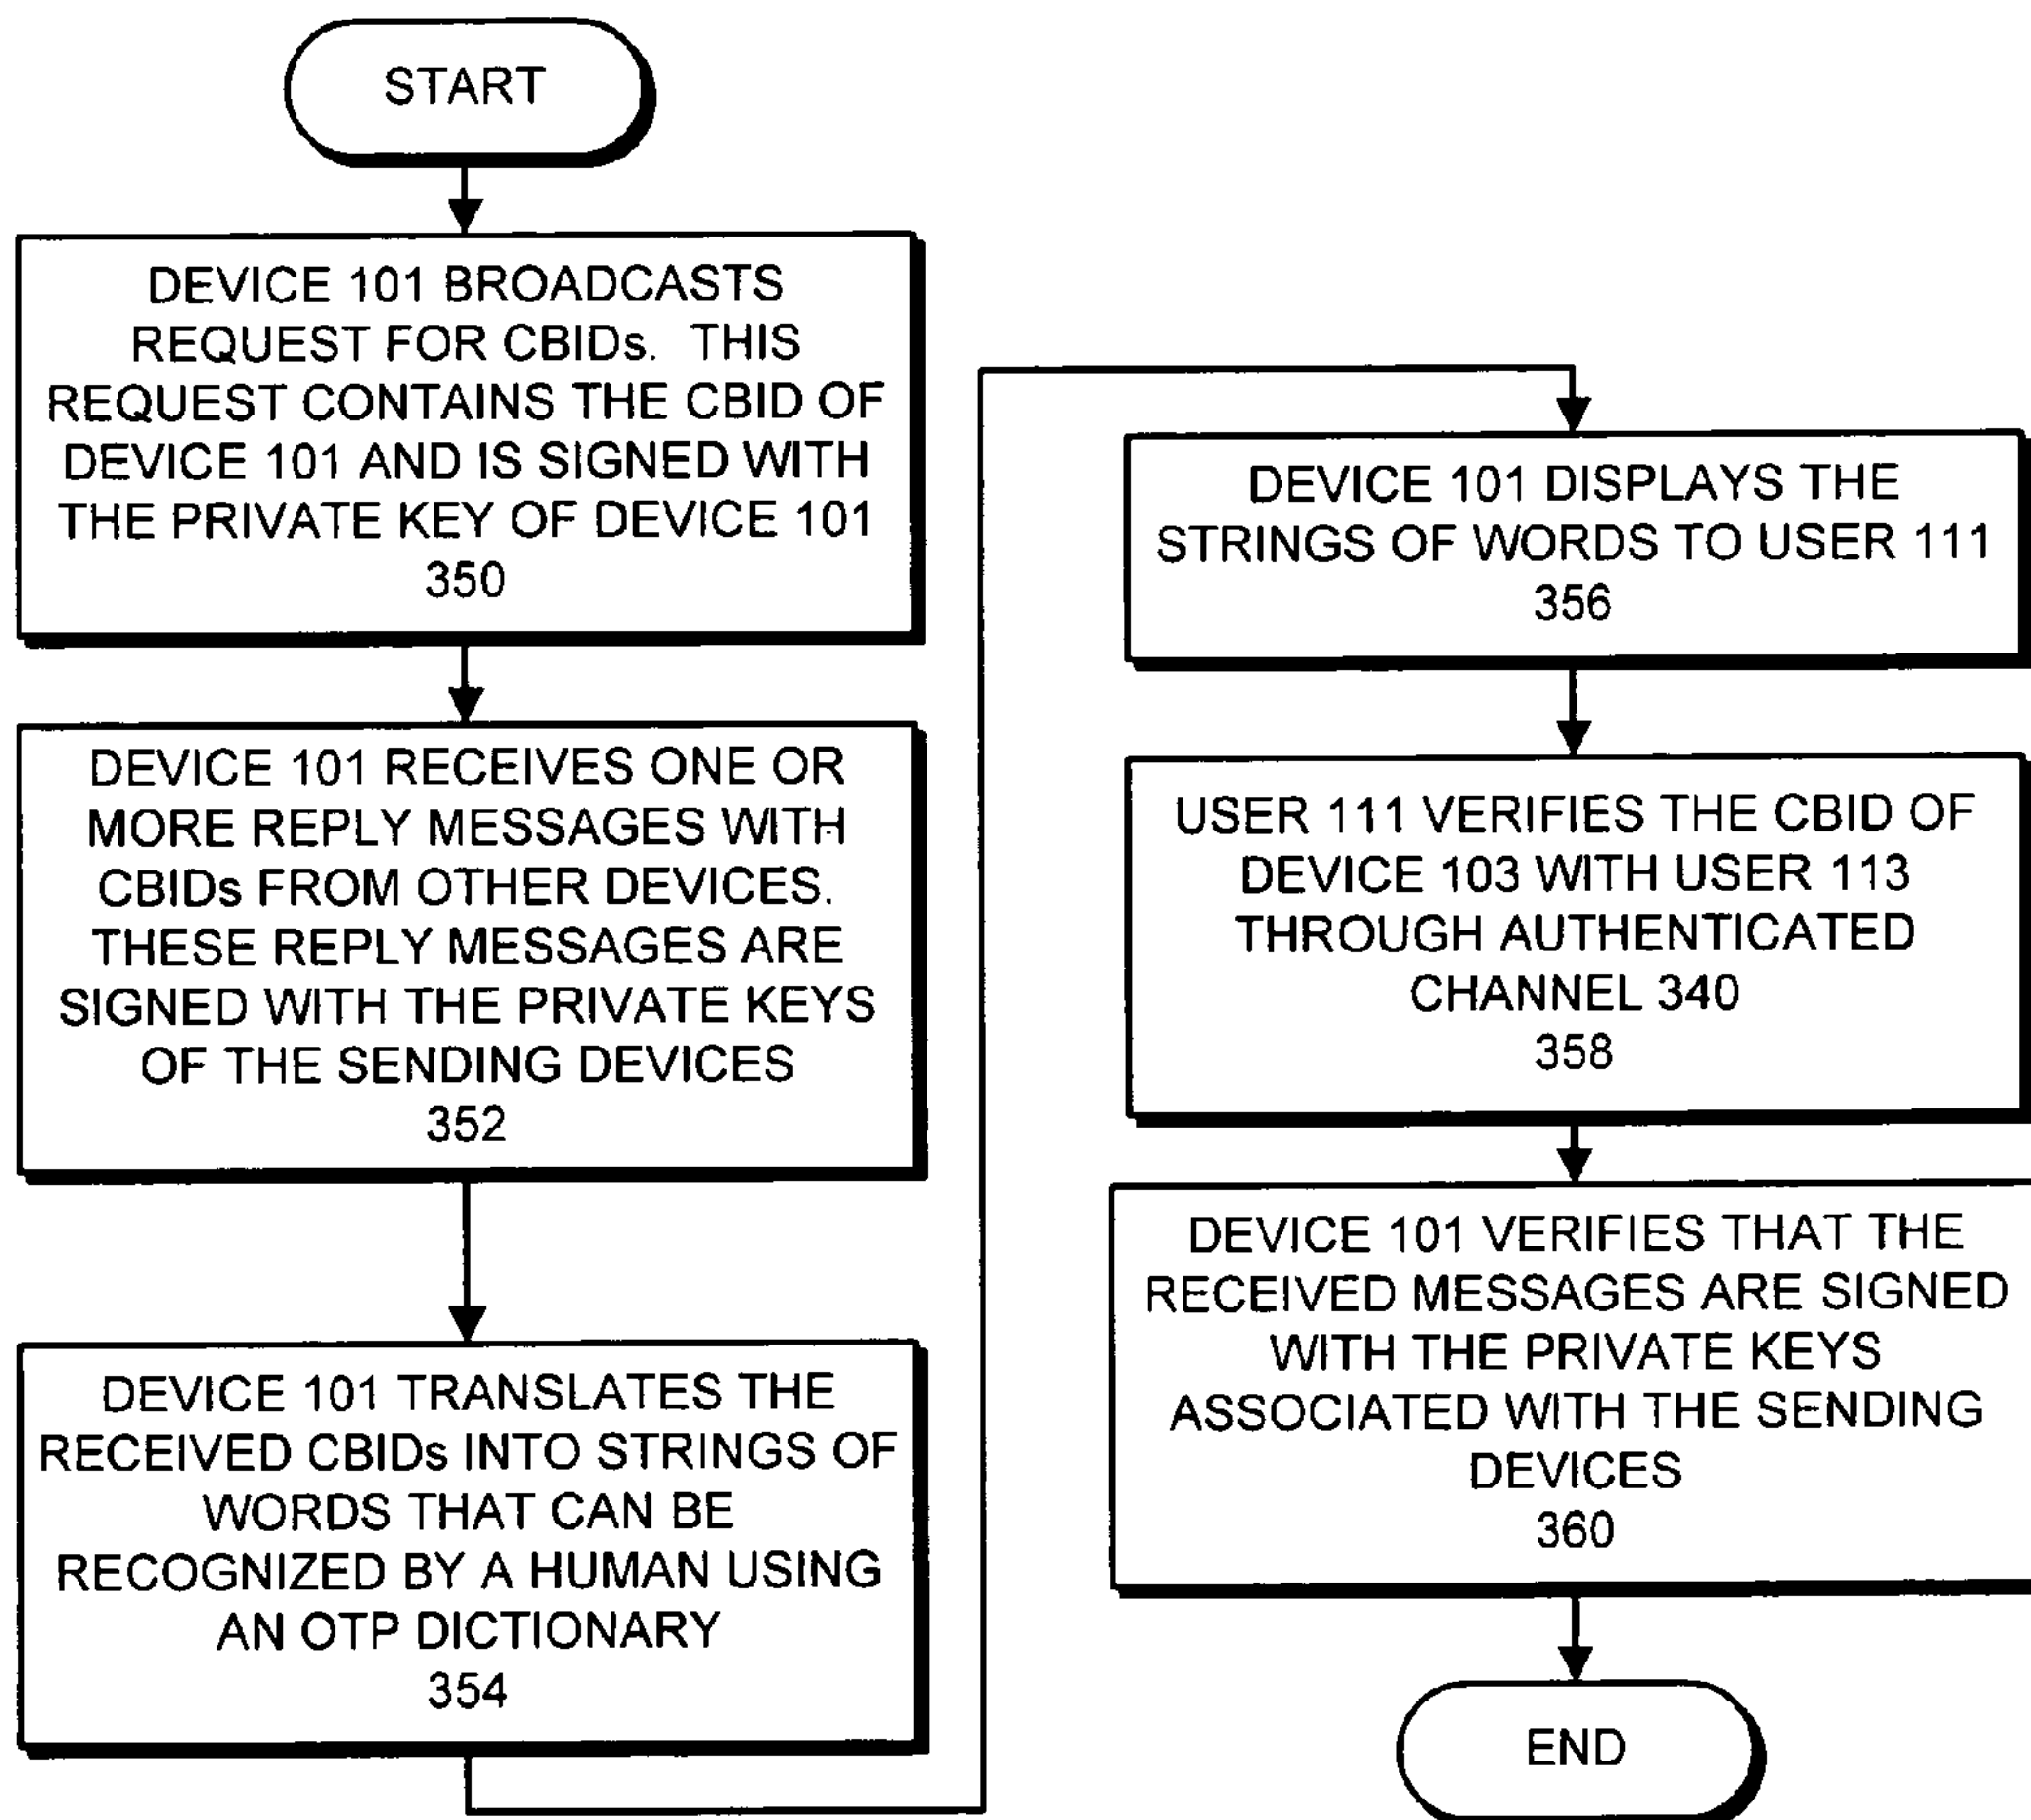 START
DEVICE 101 BROADCASTS
REQUEST FOR CBIDs. THIS
REQUEST CONTAINS THE CBID OF
DEVICE 101 AND IS SIGNED WITH
THE PRIVATE KEY OF DEVICE 101
350
DEVICE 101 RECEIVES ONE OR
MORE REPLY MESSAGES WITH
CBIDs FROM OTHER DEVICES.
THESE REPLY MESSAGES ARE
SIGNED WITH THE PRIVATE KEYS
OF THE SENDING DEVICES
352
DEVICE 101 TRANSLATES THE
RECEIVED CBIDs INTO STRINGS OF
WORDS THAT CAN BE
RECOGNIZED BY A HUMAN USING
AN OTP DICTIONARY
354
DEVICE 101 DISPLAYS THE
STRINGS OF WORDS TO USER 111
356
USER 111 VERIFIES THE CBID OF
DEVICE 103 WITH USER 113
THROUGH AUTHENTICATED
CHANNEL 340
358
DEVICE 101 VERIFIES THAT THE
RECEIVED MESSAGES ARE SIGNED
WITH THE PRIVATE KEYS
ASSOCIATED WITH THE SENDING
DEVICES
360
END